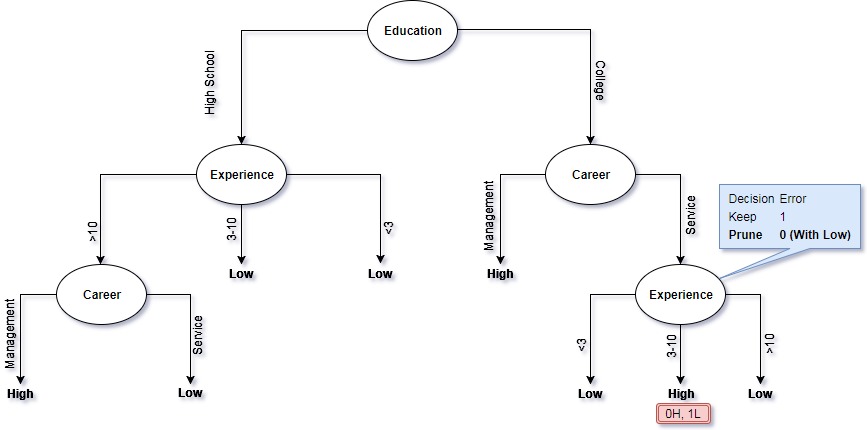 Education
High School
College
Experience
Career
>10
3-10
<3
Management
Service
Decision Error
Keep 1
Prune 0 (With Low)
Career
Low
Low
High
Experience
Management
Service
<3
3-10
>10
High
Low
Low
High
Low
0H, 1L